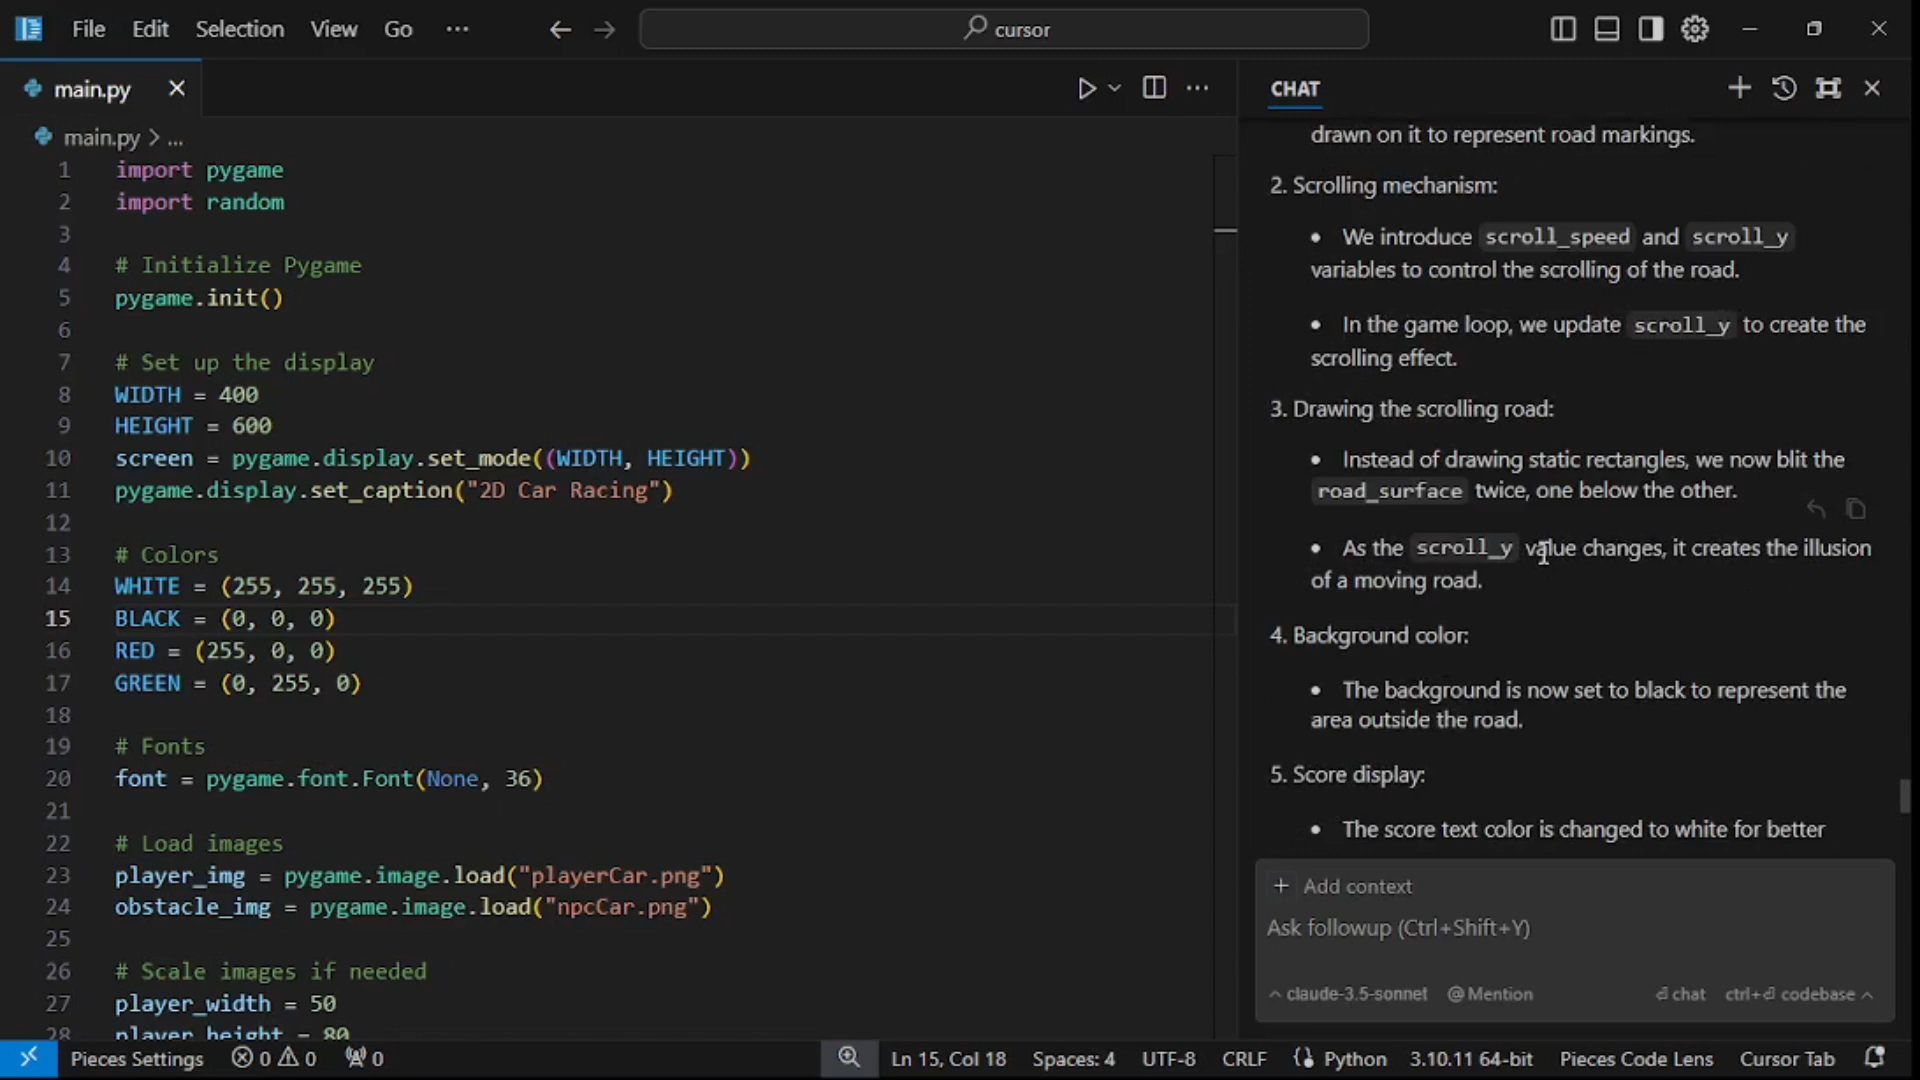 File Edit Selection View Go ··· cursor
main.py
main.py > ...
1 import pygame
2 import random
3
4 # Initialize Pygame
5 pygame.init()
6
7 # Set up the display
8 WIDTH = 400
9 HEIGHT = 600
10 screen = pygame.display.set_mode((WIDTH, HEIGHT))
11 pygame.display.set_caption("2D Car Racing")
12
13 # Colors
14 WHITE = (255, 255, 255)
15 BLACK = (0, 0, 0)
16 RED = (255, 0, 0)
17 GREEN = (0, 255, 0)
18
19 # Fonts
20 font = pygame.font.Font(None, 36)
21
22 # Load images
23 player_img = pygame.image.load("playerCar.png")
24 obstacle_img = pygame.image.load("npcCar.png")
25
26 # Scale images if needed
27 player_width = 50
28 player_height = 80
CHAT
drawn on it to represent road markings.
2. Scrolling mechanism:
• We introduce scroll_speed and scroll_y
variables to control the scrolling of the road.
• In the game loop, we update scroll_y to create the
scrolling effect.
3. Drawing the scrolling road:
• Instead of drawing static rectangles, we now blit the
road_surface twice, one below the other.
• As the scroll_y value changes, it creates the illusion
of a moving road.
4. Background color:
• The background is now set to black to represent the
area outside the road.
5. Score display:
• The score text color is changed to white for better
+ Add context
Ask followup (Ctrl+Shift+Y)
^ claude-3.5-sonnet @ Mention ⏎ chat ctrl+⏎ codebase ^
Pieces Settings 0 0 0 Ln 15, Col 18 Spaces: 4 UTF-8 CRLF Python 3.10.11 64-bit Pieces Code Lens Cursor Tab